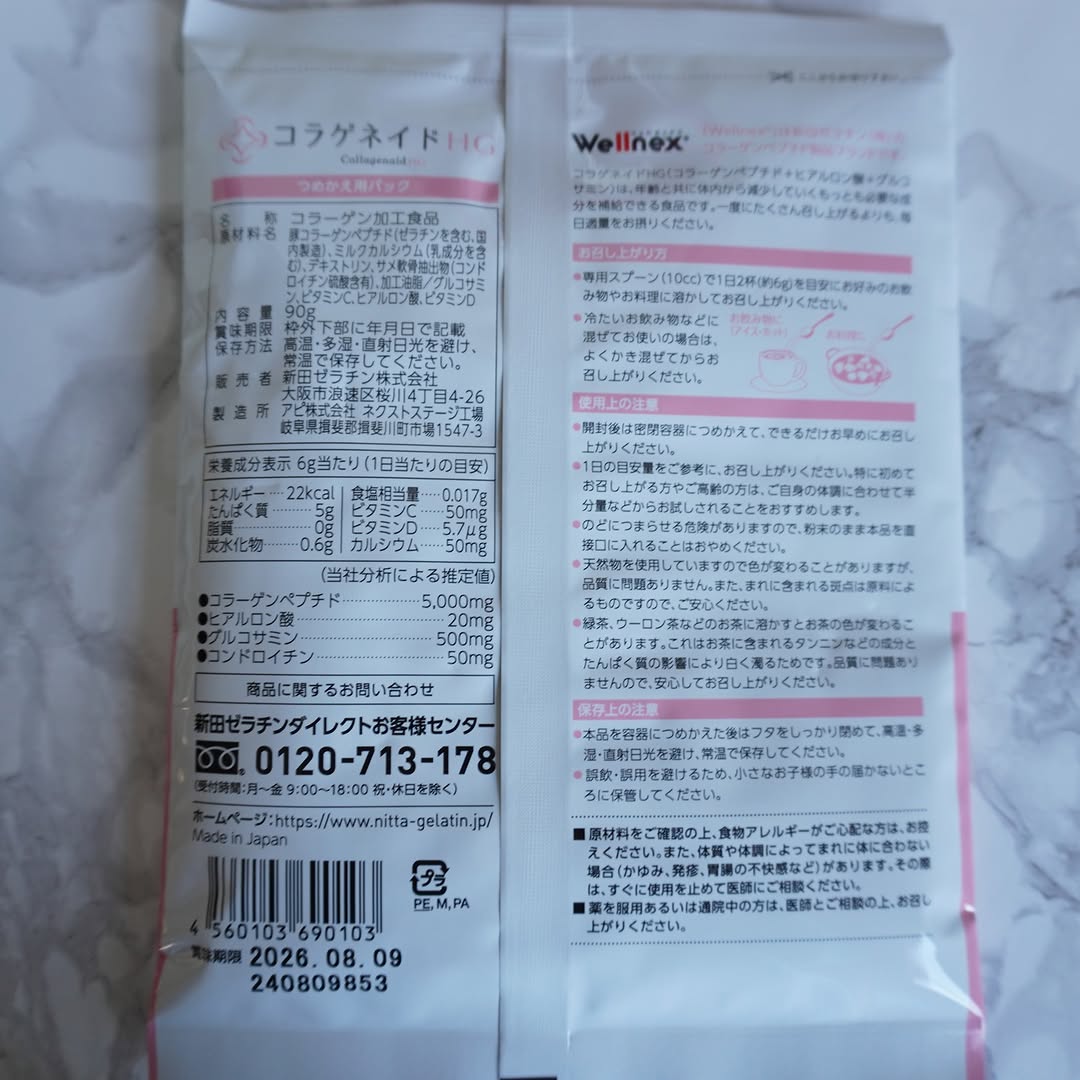 コラゲネイドHG
Collagenaid HG
つめかえ用パック
名称 コラーゲン加工食品
原材料名 豚コラーゲンペプチド(ゼラチンを含む、国
内製造)、ミルクカルシウム(乳成分を含
む)、デキストリン、サメ軟骨抽出物(コンド
ロイチン硫酸含有)、加工油脂/グルコサミ
ン、ビタミンC、ヒアルロン酸、ビタミンD
内容量 90g
賞味期限 枠外下部に年月日で記載
保存方法 高温・多湿・直射日光を避け、
常温で保存してください。
販売者 新田ゼラチン株式会社
大阪市浪速区桜川4丁目4-26
製造所 アピ株式会社 ネクストステージ工場
岐阜県揖斐郡揖斐川町市場1547-3
栄養成分表示 6g当たり(1日当たりの目安)
エネルギー…22kcal 食塩相当量…0.017g
たんぱく質…5g ビタミンC…50mg
脂質…0g ビタミンD…5.7μg
炭水化物…0.6g カルシウム…50mg
(当社分析による推定値)
●コラーゲンペプチド…5,000mg
●ヒアルロン酸…20mg
●グルコサミン…500mg
●コンドロイチン…50mg
商品に関するお問い合わせ
新田ゼラチンダイレクトお客様センター
0120-713-178
(受付時間:月〜金 9:00〜18:00 祝・休日を除く)
ホームページ:https://www.nitta-gelatin.jp/
Made in Japan
4 560103 690103
プラ
PE, M, PA
賞味期限 2026.08.09
240809853
Wellnex
コラーゲンペプチド製品ブランドです。
コラゲネイドHG(コラーゲンペプチド+ヒアルロン酸+グルコ
サミン)は、年齢と共に体内から減少していくもっとも必要な成
分を補給できる食品です。一度にたくさん召し上がるよりも、毎
日適量をお摂りください。
お召し上がり方
●専用スプーン(10cc)で1日2杯(約6g)を目安にお好みのお飲
み物やお料理に溶かしてお召し上がりください。
●冷たいお飲み物などに
混ぜてお使いの場合は、
よくかき混ぜてからお
召し上がりください。
お飲み物に
(アイス・ホット)
お料理に
使用上の注意
●開封後は密閉容器につめかえて、できるだけお早めにお召し
上がりください。
●1日の目安量をご参考に、お召し上がりください。特に初めて
お召し上がる方やご高齢の方は、ご自身の体調に合わせて半
分量などからお試しされることをおすすめします。
●のどにつまらせる危険がありますので、粉末のまま本品を直
接口に入れることはおやめください。
●天然物を使用していますので色が変わることがありますが、
品質に問題ありません。また、まれに含まれる斑点は原料によ
るものですので、ご安心ください。
●緑茶、ウーロン茶などのお茶に溶かすとお茶の色が変わるこ
とがあります。これはお茶に含まれるタンニンなどの成分と
たんぱく質の影響により白く濁るためです。品質に問題あり
ませんので、安心してお召し上がりください。
保存上の注意
●本品を容器につめかえた後はフタをしっかり閉めて、高温・多
湿・直射日光を避け、常温で保存してください。
●誤飲・誤用を避けるため、小さなお子様の手の届かないとこ
ろに保管してください。
■原材料をご確認の上、食物アレルギーがご心配な方は、お控
えください。また、体質や体調によってまれに体に合わない
場合(かゆみ、発疹、胃腸の不快感など)があります。その際
は、すぐに使用を止めて医師にご相談ください。
■薬を服用あるいは通院中の方は、医師とご相談の上、お召し
上がりください。